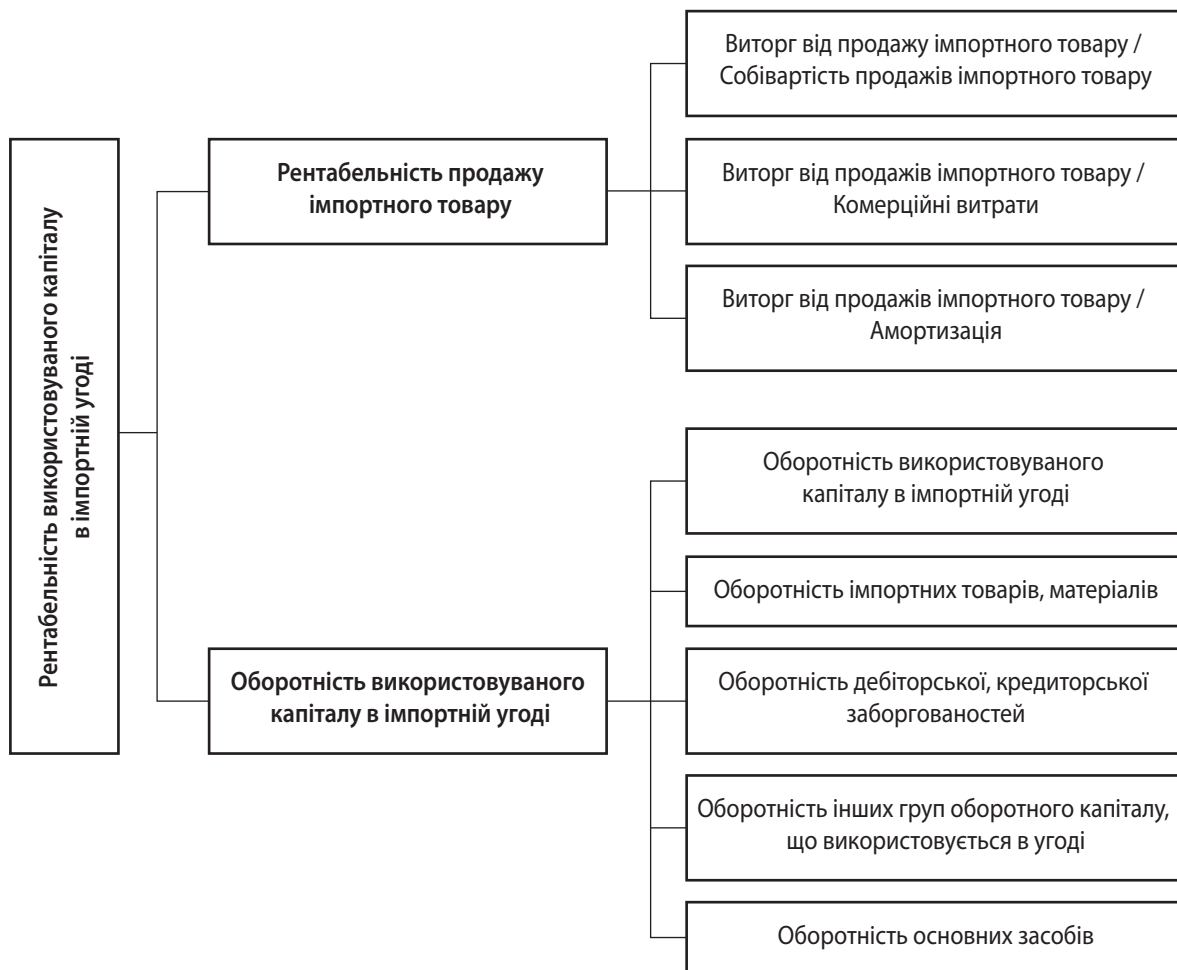 Рентабельність використовуваного капіталу
в імпортній угоді
Рентабельність продажу
імпортного товару
Виторг від продажу імпортного товару /
Собівартість продажів імпортного товару
Виторг від продажів імпортного товару /
Комерційні витрати
Виторг від продажів імпортного товару /
Амортизація
Оборотність використовуваного
капіталу в імпортній угоді
Оборотність використовуваного
капіталу в імпортній угоді
Оборотність імпортних товарів, матеріалів
Оборотність дебіторської, кредиторської
заборгованостей
Оборотність інших груп оборотного капіталу,
що використовується в угоді
Оборотність основних засобів